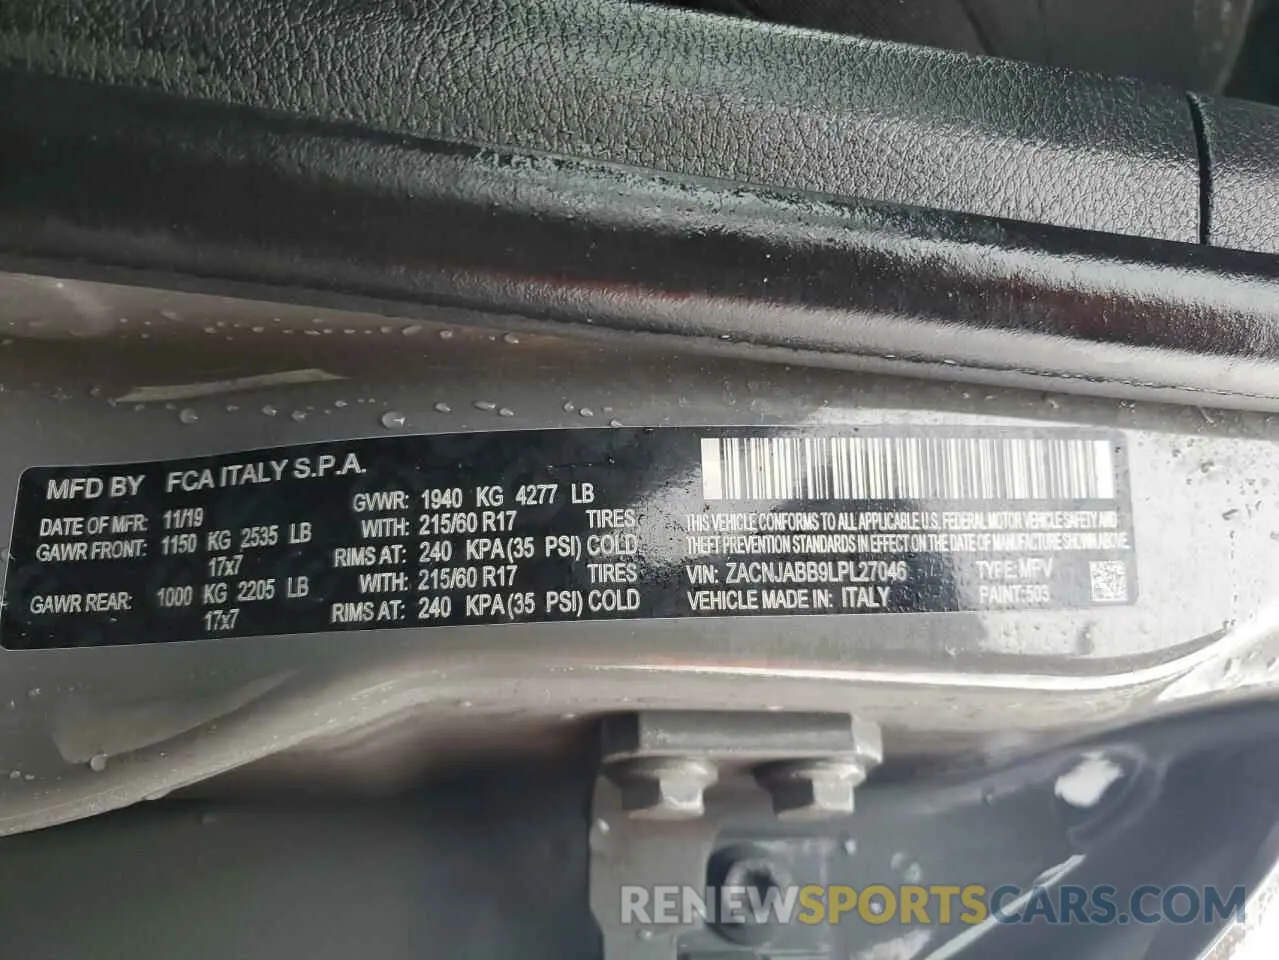 MFD BY FCA ITALY S.P.A.
DATE OF MFR: 11/19 GVWR: 1940 KG 4277 LB
GAWR FRONT: 1150 KG 2535 LB WITH: 215/60 R17 TIRES
17x7 RIMS AT: 240 KPA (35 PSI) COLD
GAWR REAR: 1000 KG 2205 LB WITH: 215/60 R17 TIRES
17x7 RIMS AT: 240 KPA (35 PSI) COLD
THIS VEHICLE CONFORMS TO ALL APPLICABLE U.S. FEDERAL MOTOR VEHICLE SAFETY AND
THEFT PREVENTION STANDARDS IN EFFECT ON THE DATE OF MANUFACTURE SHOWN ABOVE.
VIN: ZACNJABB9LPL27046 TYPE: MPV
VEHICLE MADE IN: ITALY PAINT: 503
RENEWSPORTSCARS.COM